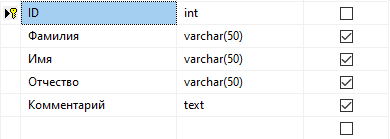 ID int
Фамилия varchar(50)
Имя varchar(50)
Отчество varchar(50)
Комментарий text